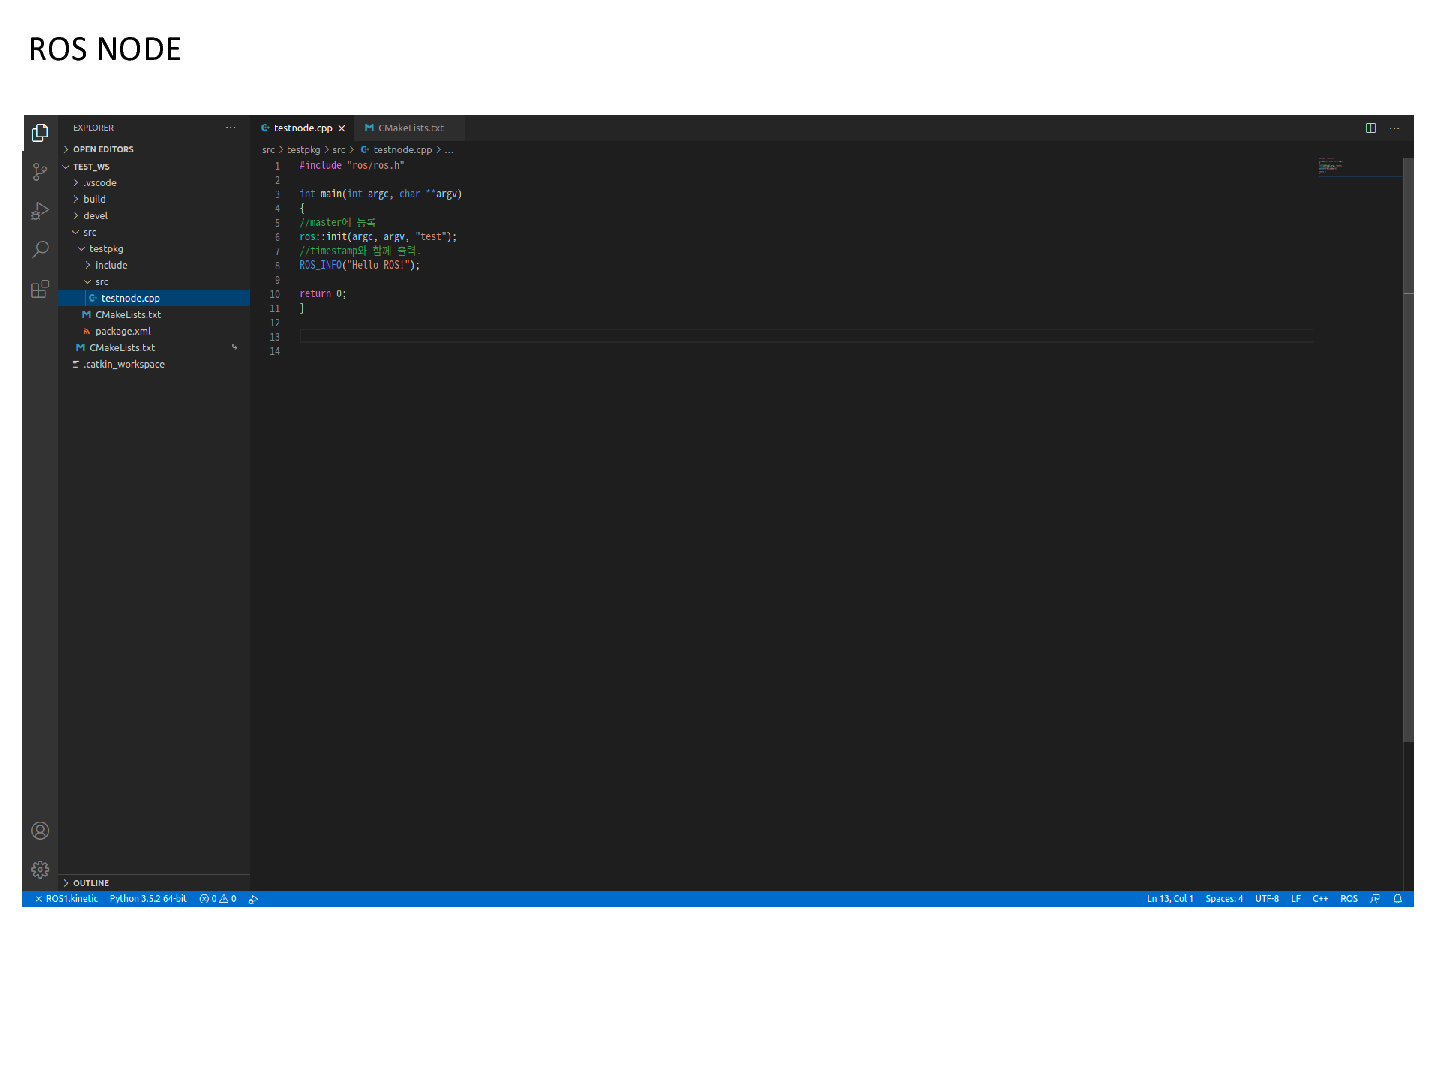 ROS NODE
EXPLORER ...
OPEN EDITORS
TEST_WS
.vscode
build
devel
src
testpkg
include
src
testnode.cpp
CMakeLists.txt
package.xml
CMakeLists.txt
.catkin_workspace
OUTLINE
testnode.cpp CMakeLists.txt
src > testpkg > src > testnode.cpp > ...
1 #include "ros/ros.h"
2
3 int main(int argc, char **argv)
4 {
5 //master에 등록
6 ros::init(argc, argv, "test");
7 //timestamp와 함께 출력.
8 ROS_INFO("Hello ROS!");
9
10 return 0;
11 }
12
13
14
ROS1.kinetic Python 3.5.2 64-bit 0 0 Ln 13, Col 1 Spaces: 4 UTF-8 LF C++ ROS